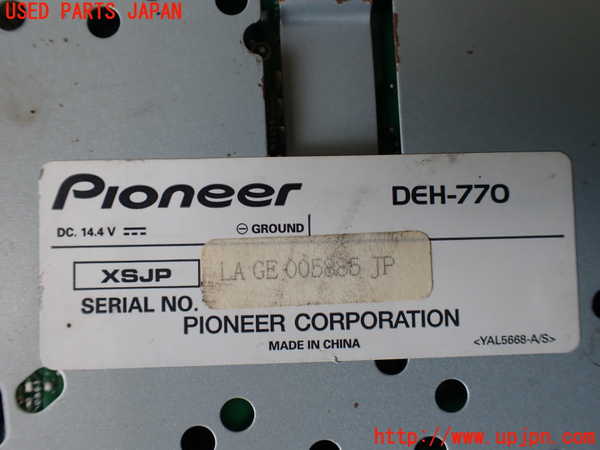 USED PARTS JAPAN
Pioneer
DEH-770
DC. 14.4 V ⎓
⊖ GROUND
XSJP
LA GE 005885 JP
SERIAL NO.
PIONEER CORPORATION
MADE IN CHINA
<YAL5668-A/S>
http://www.upjpn.com